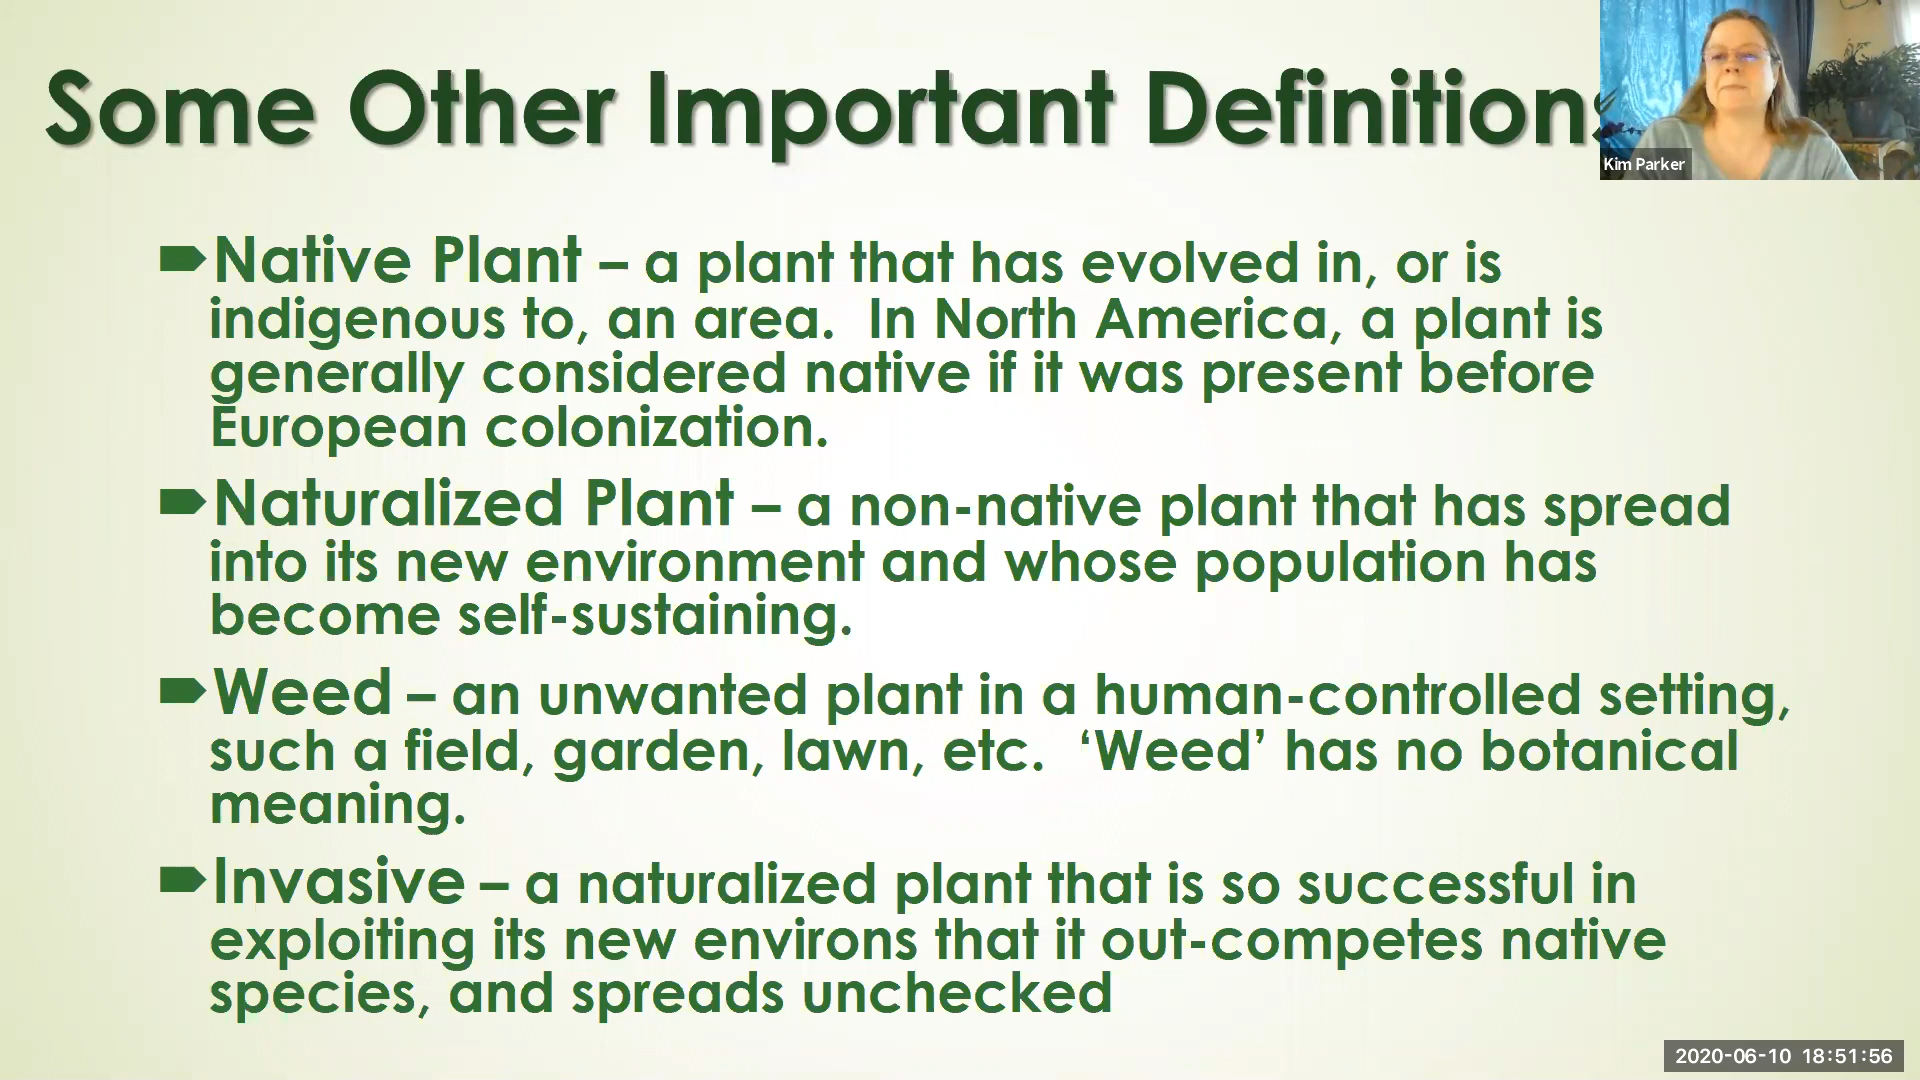 Some Other Important Definitions
Kim Parker
Native Plant – a plant that has evolved in, or is
indigenous to, an area.  In North America, a plant is
generally considered native if it was present before
European colonization.
Naturalized Plant – a non-native plant that has spread
into its new environment and whose population has
become self-sustaining.
Weed – an unwanted plant in a human-controlled setting,
such a field, garden, lawn, etc.  ‘Weed’ has no botanical
meaning.
Invasive – a naturalized plant that is so successful in
exploiting its new environs that it out-competes native
species, and spreads unchecked
2020-06-10 18:51:56